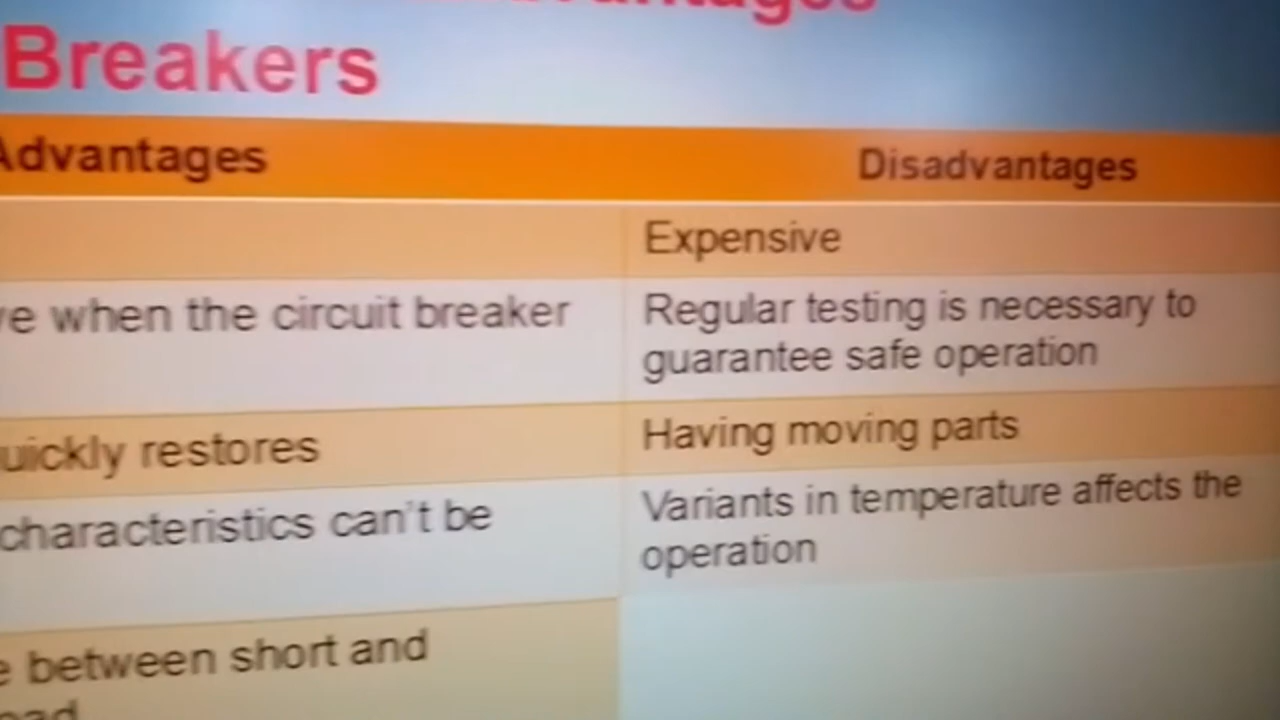 Breakers
Advantages
Disadvantages
Expensive
when the circuit breaker
Regular testing is necessary to
guarantee safe operation
restores
Having moving parts
characteristics can't be
Variants in temperature affects the
operation
between short and